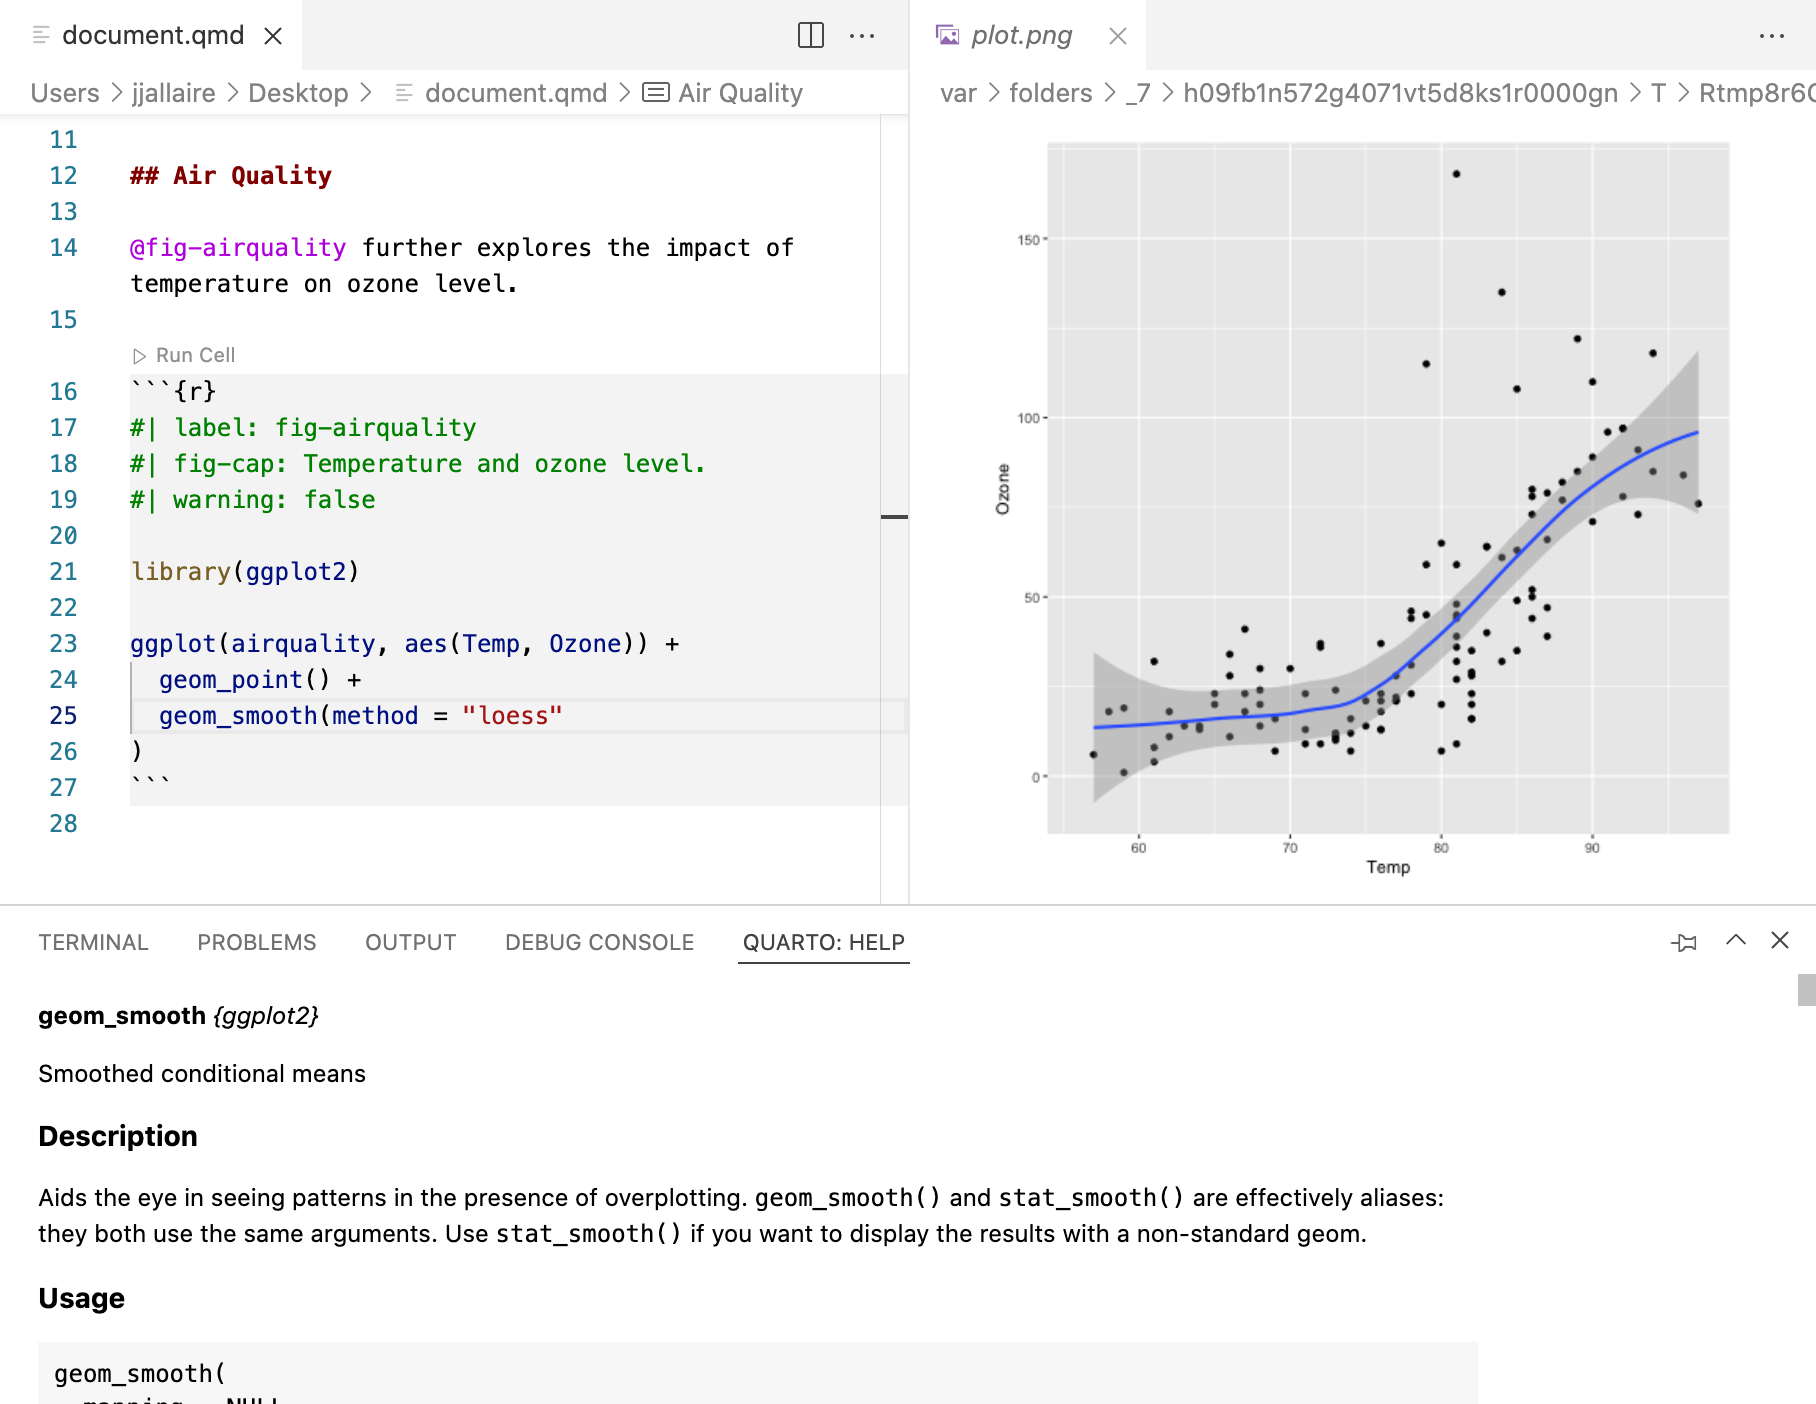 document.qmd
Users > jjallaire > Desktop > document.qmd > Air Quality
11
12 ## Air Quality
13
14 @fig-airquality further explores the impact of
temperature on ozone level.
15
Run Cell
16 ```{r}
17 #| label: fig-airquality
18 #| fig-cap: Temperature and ozone level.
19 #| warning: false
20
21 library(ggplot2)
22
23 ggplot(airquality, aes(Temp, Ozone)) +
24 geom_point() +
25 geom_smooth(method = "loess"
26 )
27 ```
28
plot.png
var > folders > _7 > h09fb1n572g4071vt5d8ks1r0000gn > T >
150
100
50
0
Ozone
60 70 80 90
Temp
TERMINAL PROBLEMS OUTPUT DEBUG CONSOLE QUARTO: HELP
geom_smooth {ggplot2}
Smoothed conditional means
Description
Aids the eye in seeing patterns in the presence of overplotting. geom_smooth() and stat_smooth() are effectively aliases:
they both use the same arguments. Use stat_smooth() if you want to display the results with a non-standard geom.
Usage
geom_smooth(